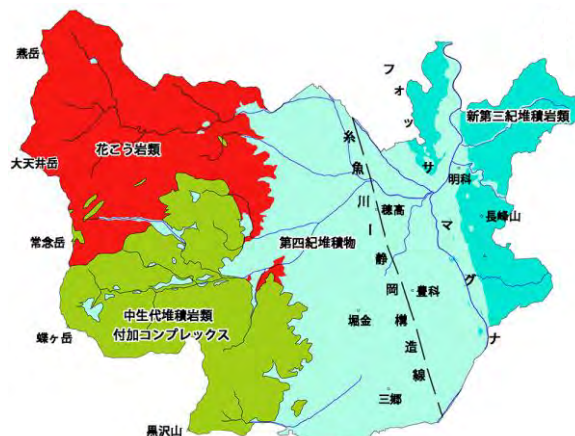 燕岳
大天井岳
常念岳
蝶ヶ岳
黒沢山
花こう岩類
中生代堆積岩類
付加コンプレックス
第四紀堆積物
新第三紀堆積岩類
糸魚川ー静岡構造線
フォッサマグナ
明科
長峰山
穂高
豊科
堀金
三郷